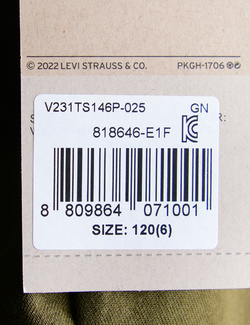 © 2022 LEVI STRAUSS & CO. PKGH-1706
V231TS146P-025 GN
818646-E1F
8 809864 071001
SIZE: 120(6)